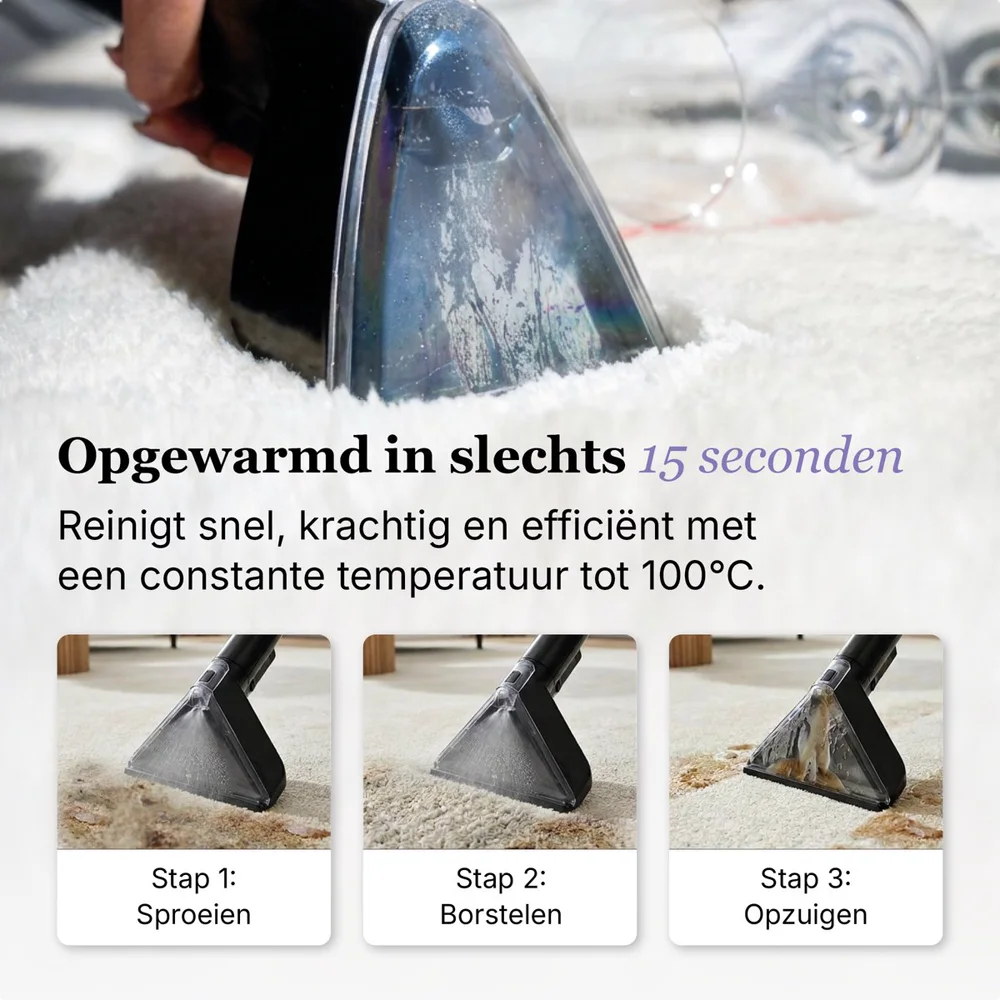 Opgewarmd in slechts 15 seconden
Reinigt snel, krachtig en efficiënt met
een constante temperatuur tot 100°C.
Stap 1:
Sproeien
Stap 2:
Borstelen
Stap 3:
Opzuigen